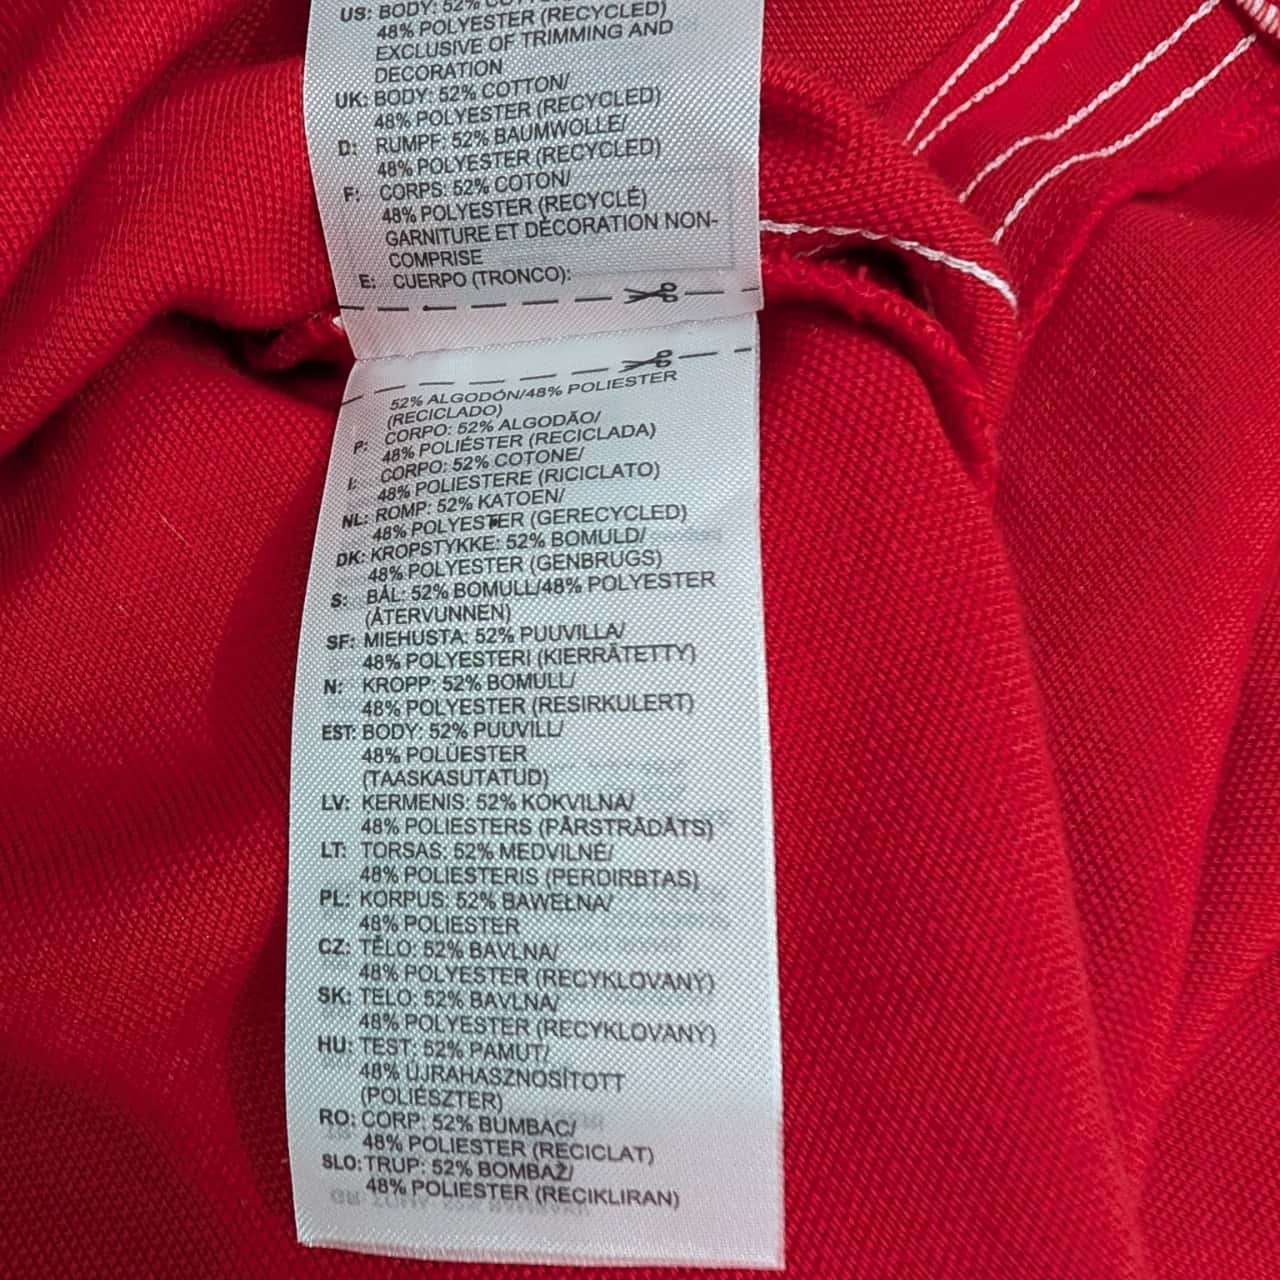 US: BODY: 52% COTTON/
48% POLYESTER (RECYCLED)
EXCLUSIVE OF TRIMMING AND
DECORATION
UK: BODY: 52% COTTON/
48% POLYESTER (RECYCLED)
D: RUMPF: 52% BAUMWOLLE/
48% POLYESTER (RECYCLED)
F: CORPS: 52% COTON/
48% POLYESTER (RECYCLÉ)
GARNITURE ET DÉCORATION NON-
COMPRISE
E: CUERPO (TRONCO):
52% ALGODÓN/48% POLIESTER
(RECICLADO)
P: CORPO: 52% ALGODÃO/
48% POLIÉSTER (RECICLADA)
I: CORPO: 52% COTONE/
48% POLIESTERE (RICICLATO)
NL: ROMP: 52% KATOEN/
48% POLYESTER (GERECYCLED)
DK: KROPSTYKKE: 52% BOMULD/
48% POLYESTER (GENBRUGS)
S: BÅL: 52% BOMULL/48% POLYESTER
(ÅTERVUNNEN)
SF: MIEHUSTA: 52% PUUVILLA/
48% POLYESTERI (KIERRÄTETTY)
N: KROPP: 52% BOMULL/
48% POLYESTER (RESIRKULERT)
EST: BODY: 52% PUUVILL/
48% POLÜESTER
(TAASKASUTATUD)
LV: ĶERMENIS: 52% KOKVILNA/
48% POLIESTERS (PĀRSTRĀDĀTS)
LT: TORSAS: 52% MEDVILNĖ/
48% POLIESTERIS (PERDIRBTAS)
PL: KORPUS: 52% BAWEŁNA/
48% POLIESTER
CZ: TĚLO: 52% BAVLNA/
48% POLYESTER (RECYKLOVANÝ)
SK: TELO: 52% BAVLNA/
48% POLYESTER (RECYKLOVANÝ)
HU: TEST: 52% PAMUT/
48% ÚJRAHASZNOSÍTOTT
(POLIÉSZTER)
RO: CORP: 52% BUMBAC/
48% POLIESTER (RECICLAT)
SLO: TRUP: 52% BOMBAŽ/
48% POLIESTER (RECIKLIRAN)